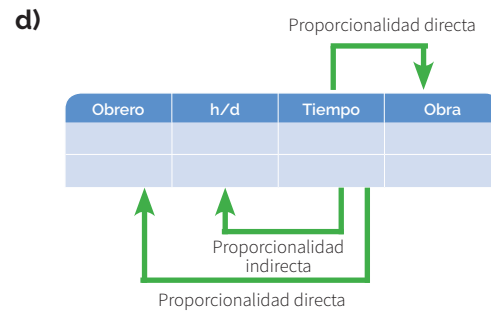 d)
Proporcionalidad directa
Obrero h/d Tiempo Obra
Proporcionalidad
indirecta
Proporcionalidad directa